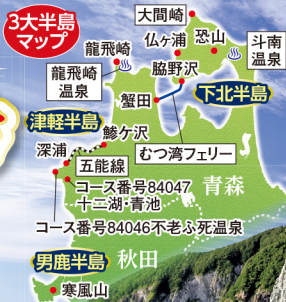 3大半島
マップ
大間崎
仏ヶ浦
恐山
斗南
温泉
龍飛崎
脇野沢
龍飛崎
温泉
蟹田
下北半島
津軽半島
鯵ケ沢
むつ湾フェリー
深浦
五能線
コース番号84047
十二湖・青池
青森
コース番号84046不老ふ死温泉
男鹿半島
秋田
寒風山